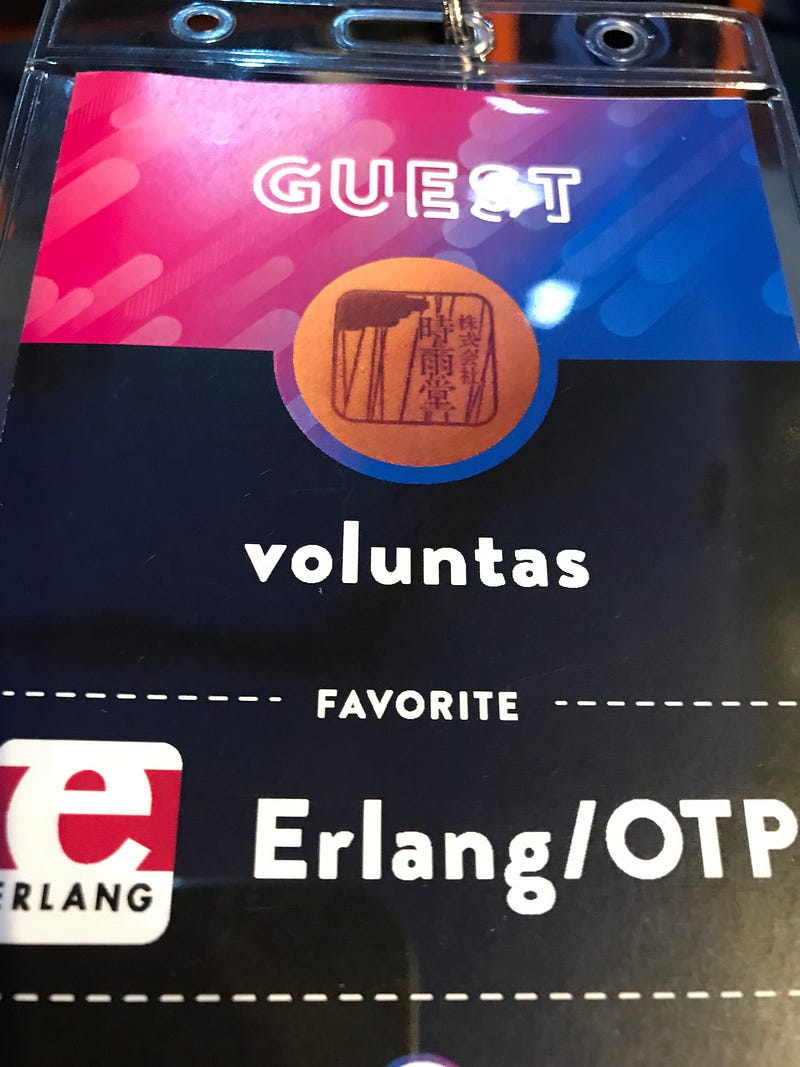 GUEST
株式会社
時雨堂
voluntas
FAVORITE
e
ERLANG
Erlang/OTP